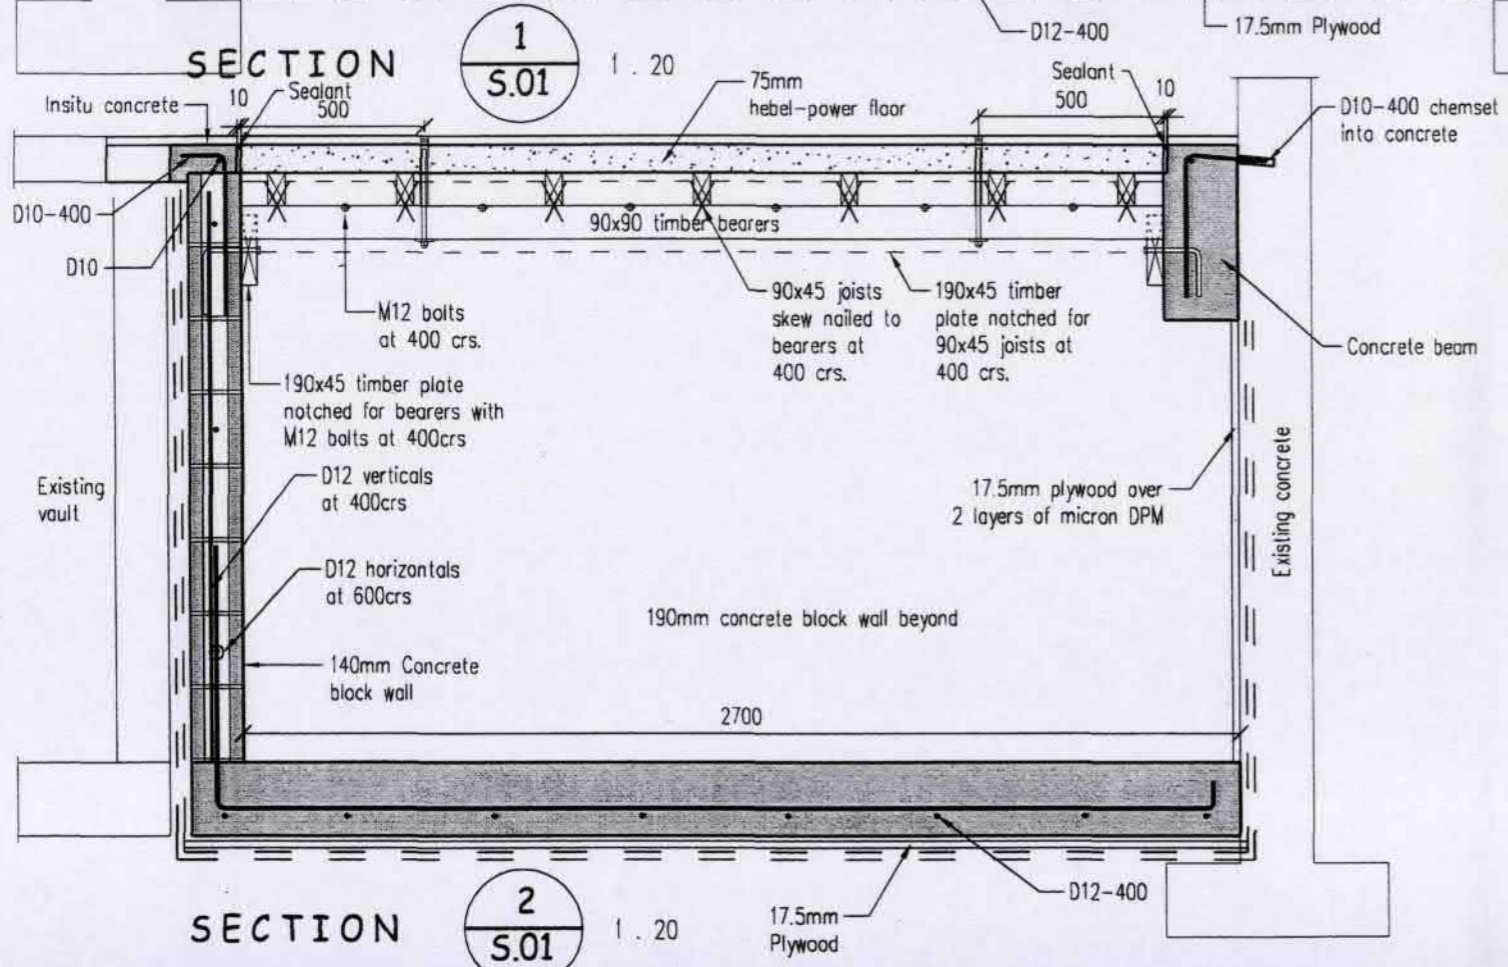 D12-400
17.5mm Plywood
SECTION
1
S.01
1 . 20
Insitu concrete
10
Sealant
500
75mm
hebel-power floor
Sealant
500
10
D10-400 chemset
into concrete
D10-400
D10
90x90 timber bearers
M12 bolts
at 400 crs.
90x45 joists
skew nailed to
bearers at
400 crs.
190x45 timber
plate notched for
90x45 joists at
400 crs.
Concrete beam
190x45 timber plate
notched for bearers with
M12 bolts at 400crs
Existing
vault
D12 verticals
at 400crs
17.5mm plywood over
2 layers of micron DPM
Existing concrete
D12 horizontals
at 600crs
190mm concrete block wall beyond
140mm Concrete
block wall
2700
D12-400
17.5mm
Plywood
SECTION
2
S.01
1 . 20